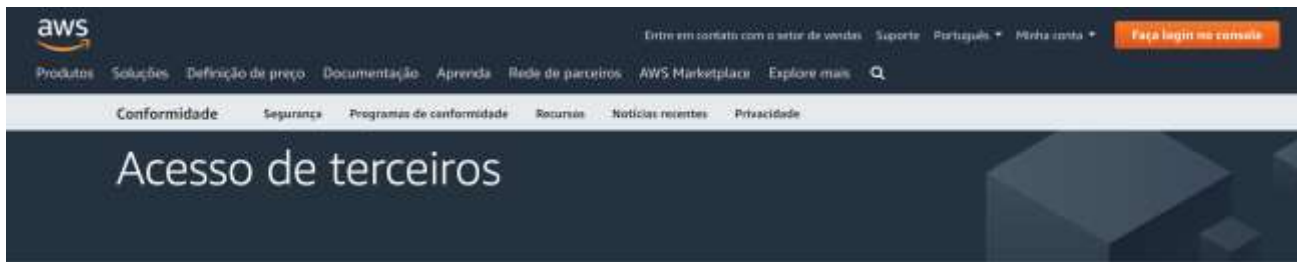 aws
Entre em contato com o setor de vendas Suporte Português Minha conta Faça login no console
Produtos Soluções Definição de preço Documentação Aprenda Rede de parceiros AWS Marketplace Explore mais
Conformidade Segurança Programas de conformidade Recursos Notícias recentes Privacidade
Acesso de terceiros